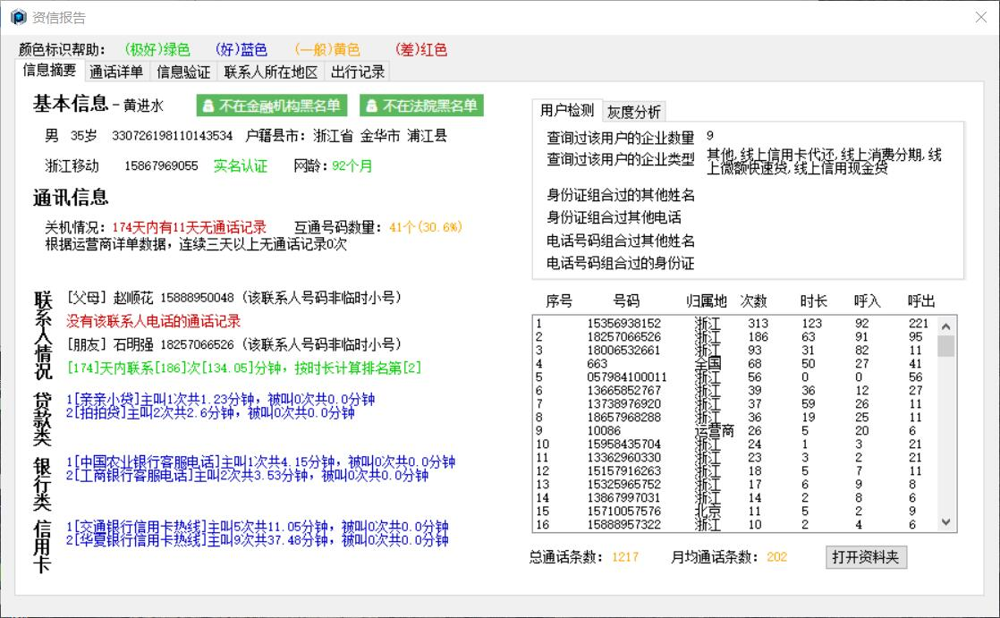 资信报告
颜色标识帮助： (极好)绿色 (好)蓝色 (一般)黄色 (差)红色
信息摘要 通话详单 信息验证 联系人所在地区 出行记录
基本信息 - 黄进水 不在金融机构黑名单 不在法院黑名单
男 35岁 330726198110143534 户籍县市：浙江省 金华市 浦江县
浙江移动 15867969055 实名认证 网龄：92个月
通讯信息
关机情况：174天内有11天无通话记录 互通号码数量：41个(30.6%)
根据运营商详单数据，连续三天以上无通话记录0次
联系人情况
[父母] 赵顺花 15888950048 (该联系人号码非临时小号)
没有该联系人电话的通话记录
[朋友] 石明强 18257066526 (该联系人号码非临时小号)
[174]天内联系[186]次[134.05]分钟，按时长计算排名第[2]
贷款类
1[亲亲小贷]主叫1次共1.23分钟，被叫0次共0.0分钟
2[拍拍贷]主叫2次共2.6分钟，被叫0次共0.0分钟
银行类
1[中国农业银行客服电话]主叫1次共4.15分钟，被叫0次共0.0分钟
2[工商银行客服电话]主叫2次共3.53分钟，被叫0次共0.0分钟
信用卡
1[交通银行信用卡热线]主叫5次共11.05分钟，被叫0次共0.0分钟
2[华夏银行信用卡热线]主叫9次共37.48分钟，被叫0次共0.0分钟
用户检测 灰度分析
查询过该用户的企业数量 9
查询过该用户的企业类型 其他,线上信用卡代还,线上消费分期,线
上微额快速贷,线上信用现金贷
身份证组合过的其他姓名
身份证组合过其他电话
电话号码组合过其他姓名
电话号码组合过的身份证
序号 号码 归属地 次数 时长 呼入 呼出
1 15356938152 浙江 313 123 92 221
2 18257066526 浙江 186 63 91 95
3 18006532661 浙江 93 31 82 11
4 663 全国 68 50 27 41
5 057984100011 浙江 56 0 0 56
6 13665852767 浙江 39 36 12 27
7 13738976920 浙江 37 59 26 11
8 18657968288 浙江 36 19 25 11
9 10086 运营商 26 5 20 6
10 15958435704 浙江 24 1 3 21
11 13362960330 浙江 23 3 2 21
12 15157916263 浙江 18 5 7 11
13 15325965752 浙江 17 6 9 8
14 13867997031 浙江 14 2 8 6
15 15710057576 北京 11 5 2 9
16 15888957322 浙江 10 2 4 6
总通话条数： 1217 月均通话条数： 202 打开资料夹